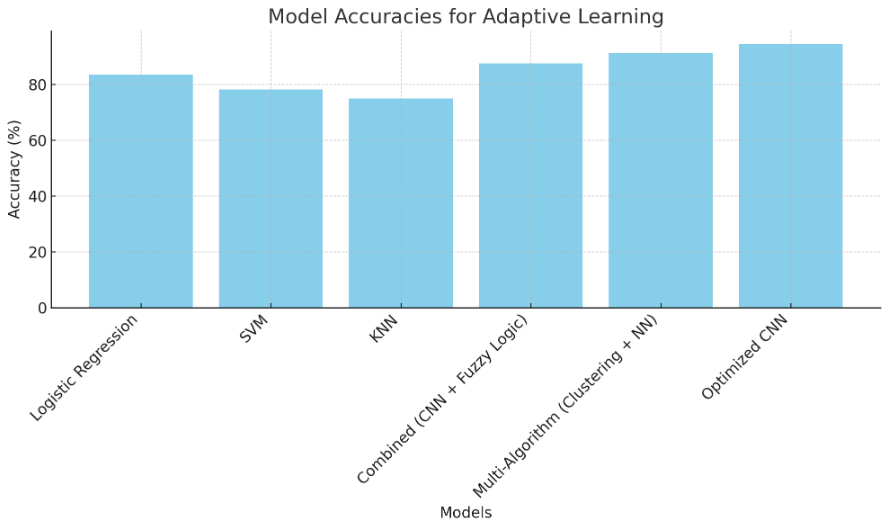 Model Accuracies for Adaptive Learning
Accuracy (%)
80
60
40
20
0
Logistic Regression
SVM
KNN
Combined (CNN + Fuzzy Logic)
Multi-Algorithm (Clustering + NN)
Optimized CNN
Models